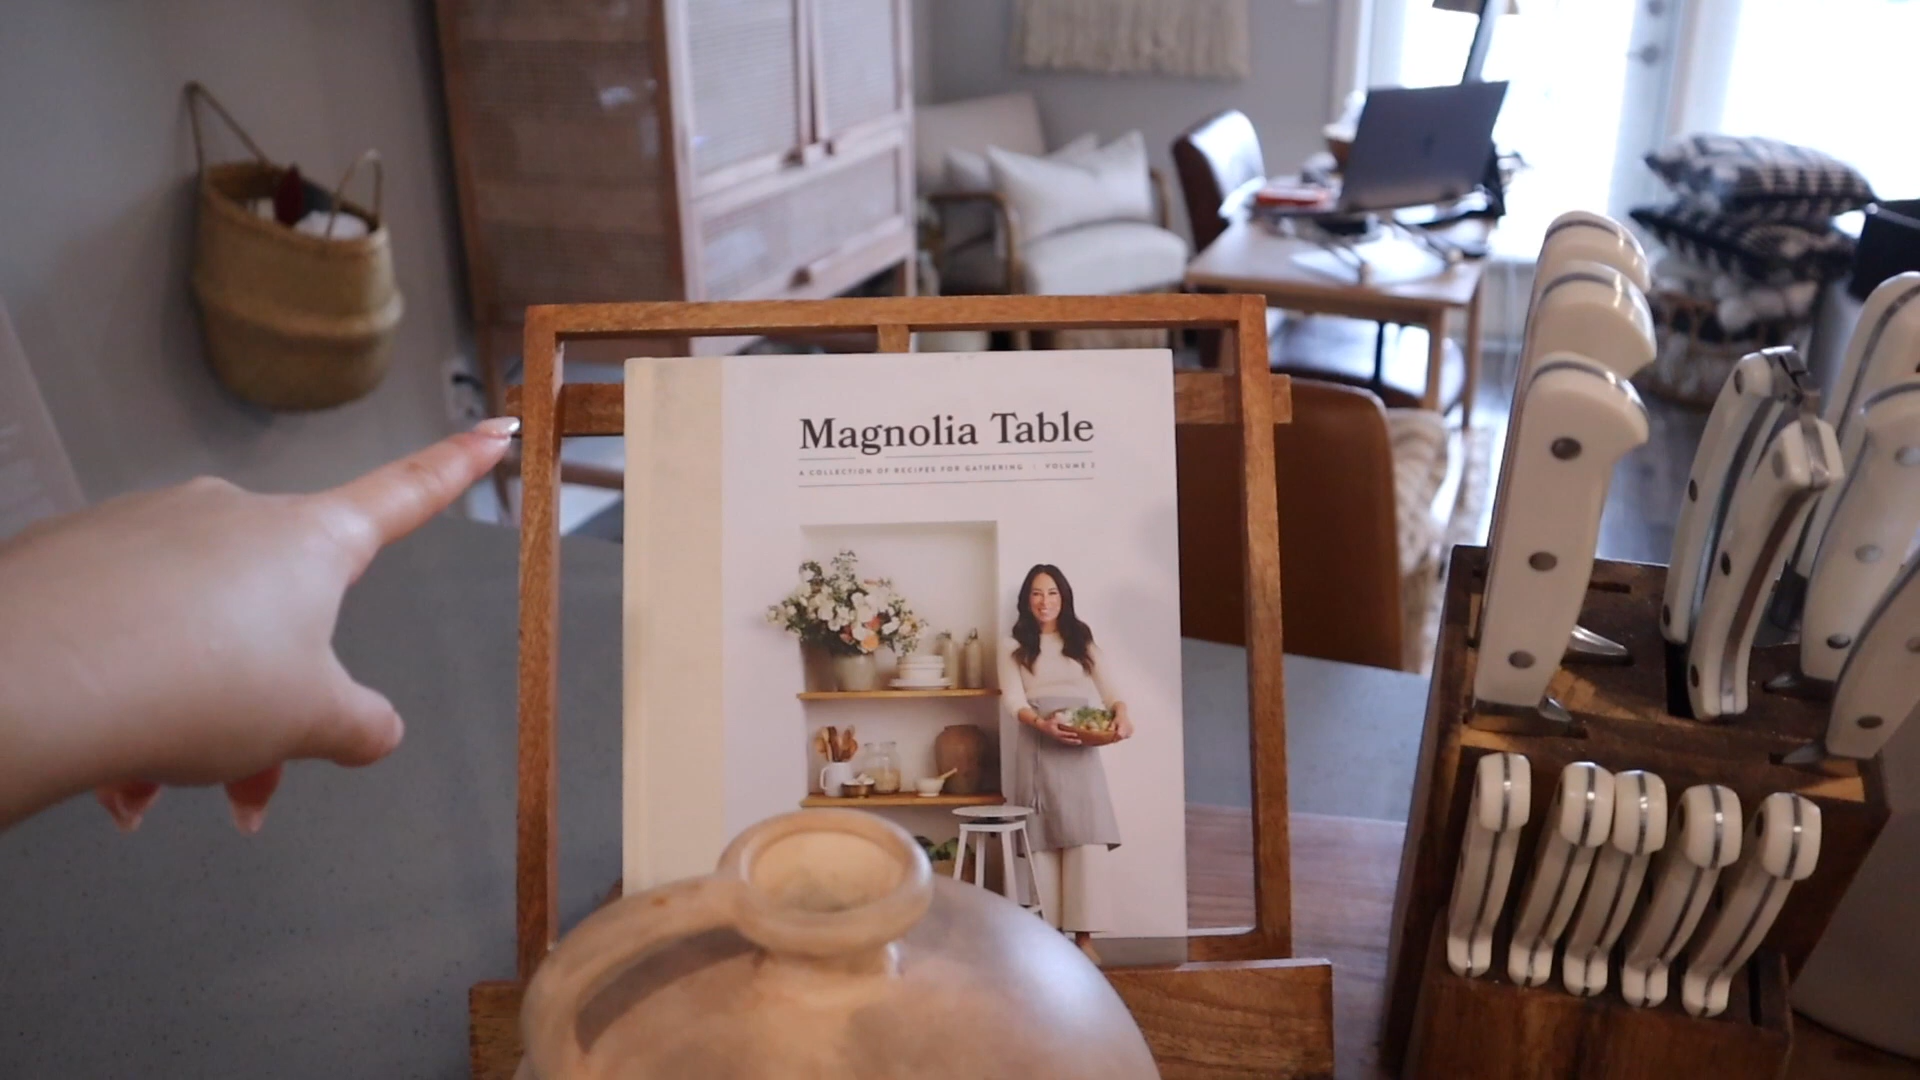 Magnolia Table
A COLLECTION OF RECIPES FOR GATHERING | VOLUME 2